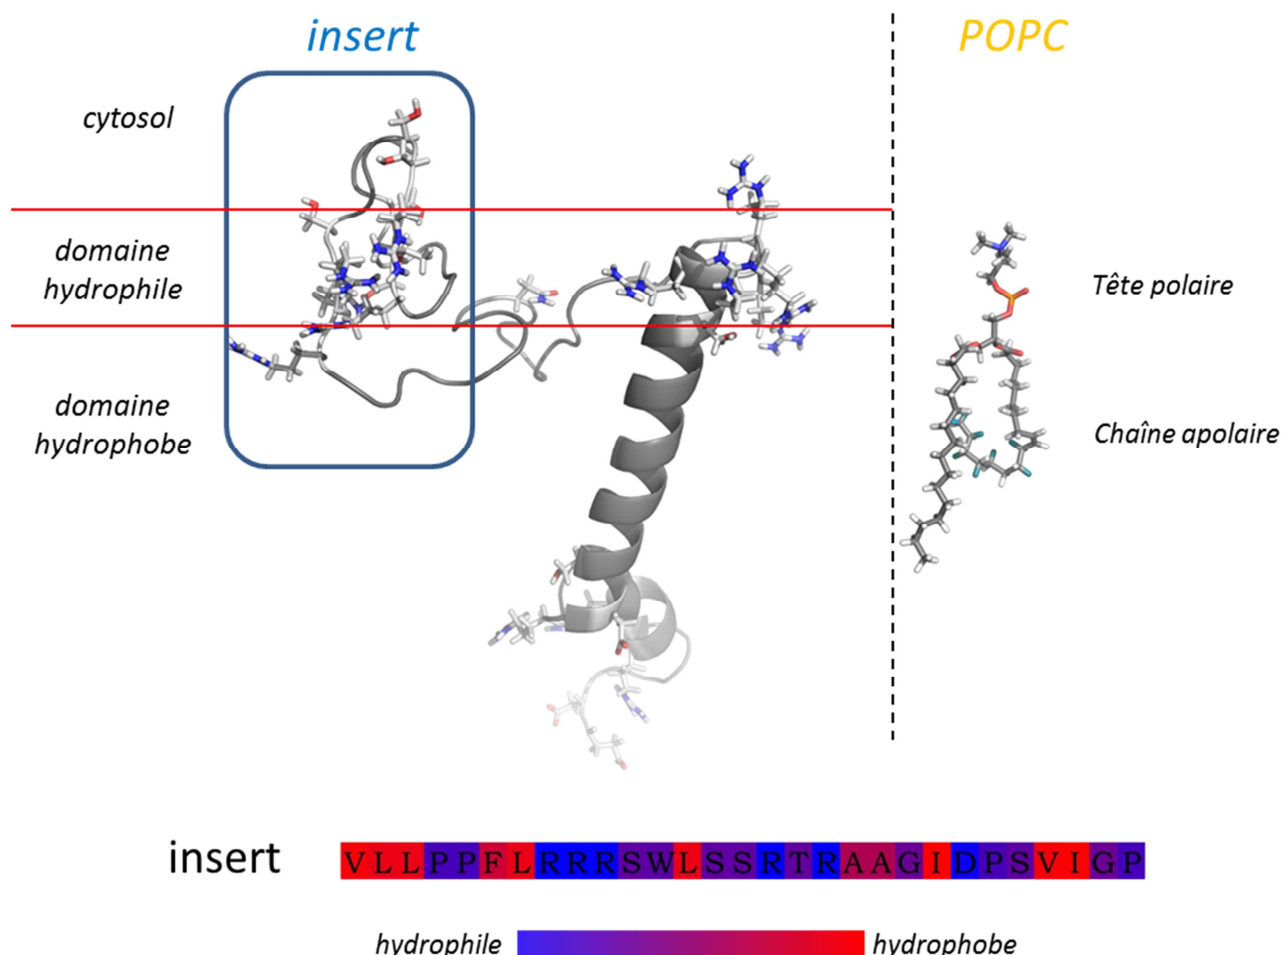 insert
POPC
cytosol
domaine
hydrophile
Tête polaire
domaine
hydrophobe
Chaîne apolaire
insert VLLPPFLRRRSWLSSRTRAAGIDPSVIGP
hydrophile hydrophobe